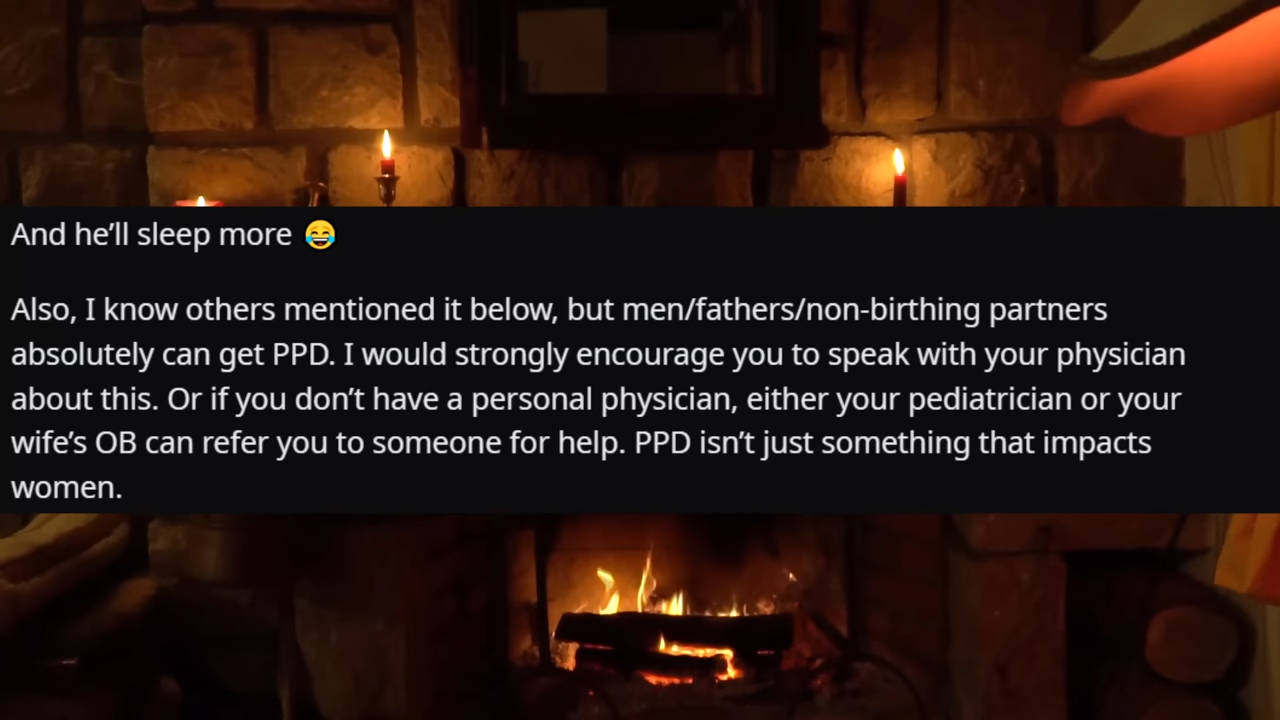 And he’ll sleep more 😂
Also, I know others mentioned it below, but men/fathers/non-birthing partners
absolutely can get PPD. I would strongly encourage you to speak with your physician
about this. Or if you don’t have a personal physician, either your pediatrician or your
wife’s OB can refer you to someone for help. PPD isn’t just something that impacts
women.